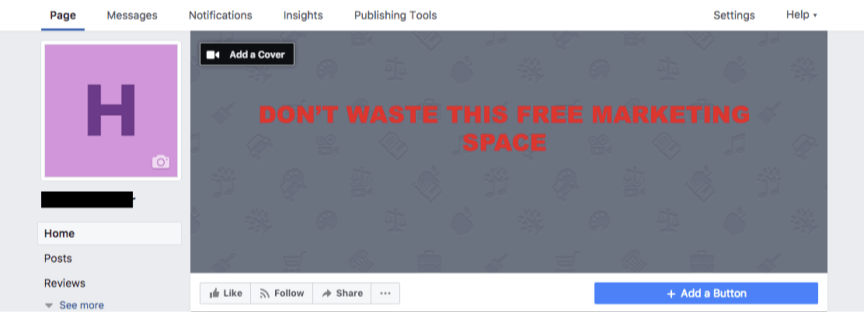 Page Messages Notifications Insights Publishing Tools Settings Help
Add a Cover
H
DON'T WASTE THIS FREE MARKETING
SPACE
Home
Posts
Reviews
See more
Like Follow Share ...
+ Add a Button